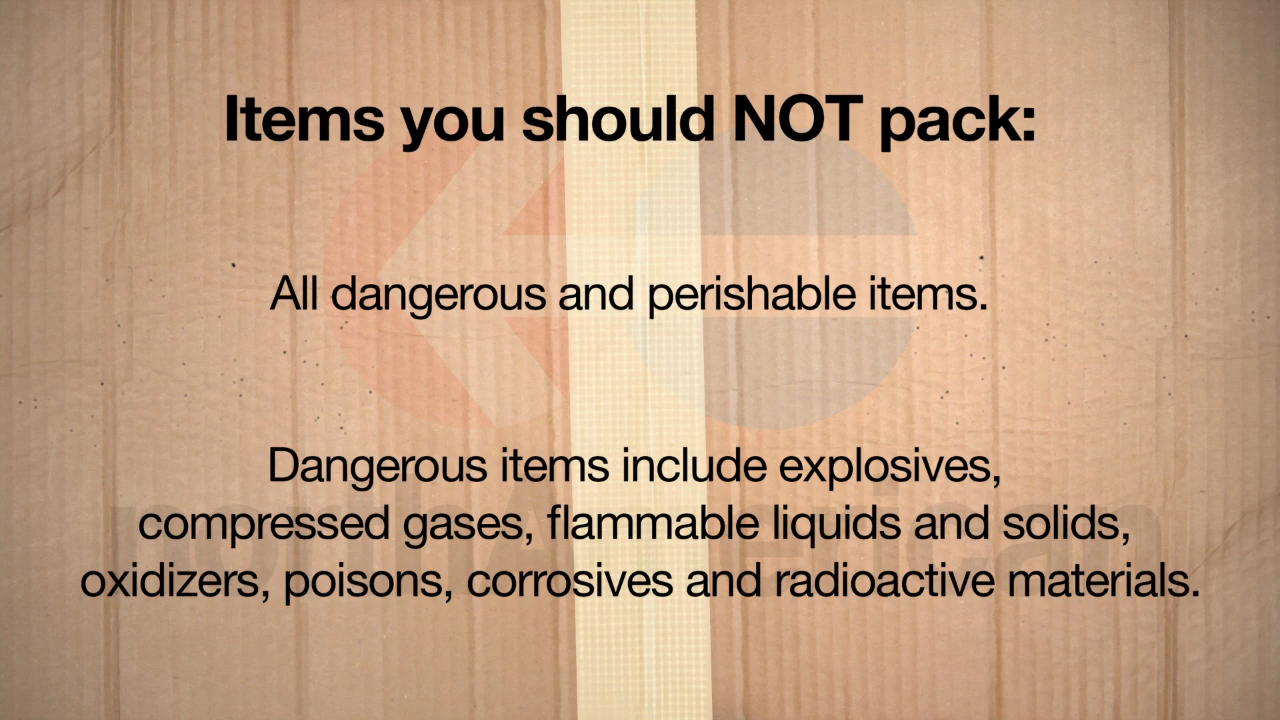 Items you should NOT pack:
All dangerous and perishable items.
Dangerous items include explosives,
compressed gases, flammable liquids and solids,
oxidizers, poisons, corrosives and radioactive materials.